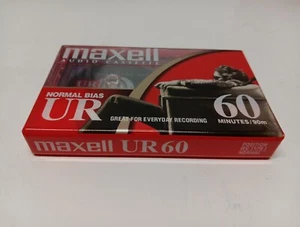 maxell
AUDIO CASSETTE
NORMAL BIAS
UR
GREAT FOR EVERYDAY RECORDING
60
MINUTES/90m
maxell UR 60